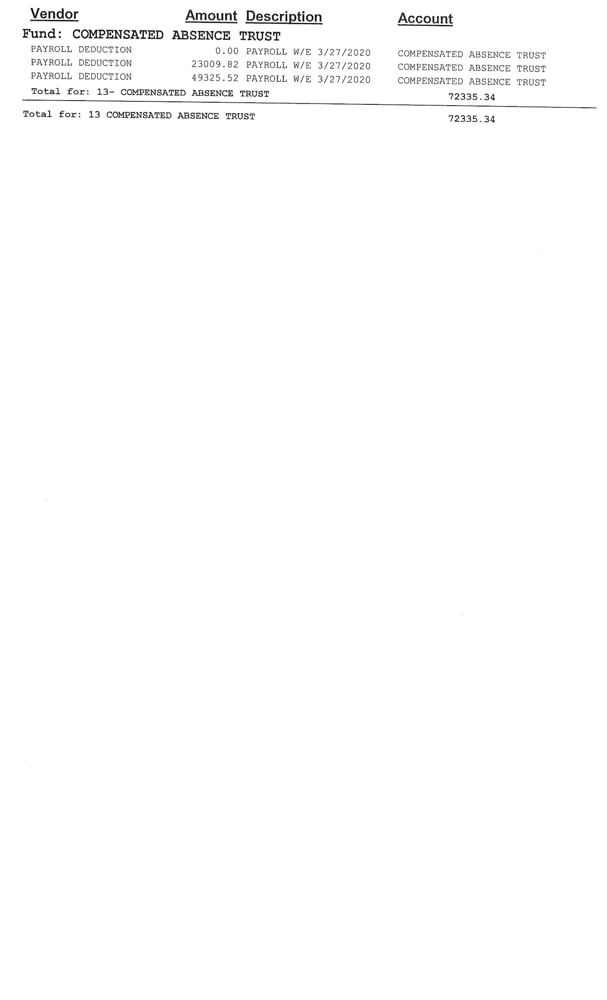 Vendor Amount Description Account
Fund: COMPENSATED ABSENCE TRUST
PAYROLL DEDUCTION 0.00 PAYROLL W/E 3/27/2020 COMPENSATED ABSENCE TRUST
PAYROLL DEDUCTION 23009.82 PAYROLL W/E 3/27/2020 COMPENSATED ABSENCE TRUST
PAYROLL DEDUCTION 49325.52 PAYROLL W/E 3/27/2020 COMPENSATED ABSENCE TRUST
Total for: 13- COMPENSATED ABSENCE TRUST 72335.34
Total for: 13 COMPENSATED ABSENCE TRUST 72335.34